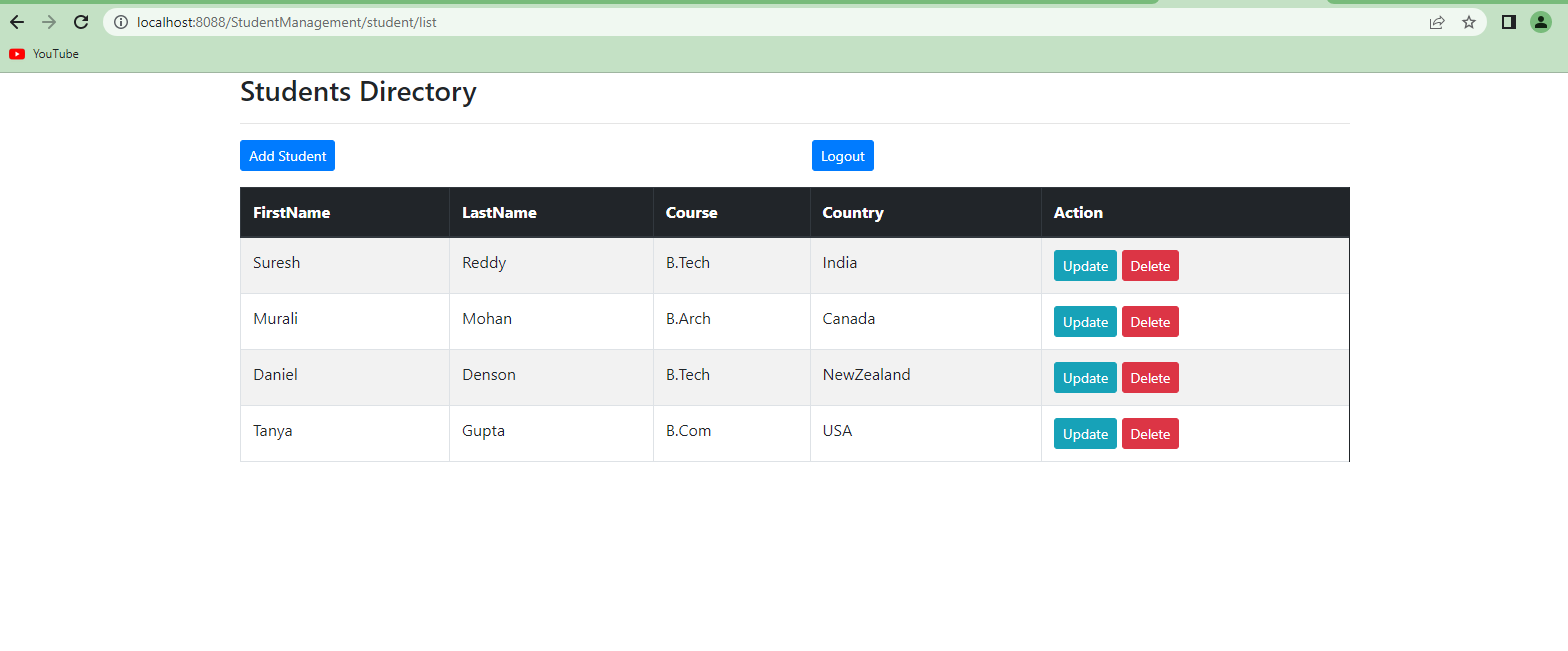 localhost:8088/StudentManagement/student/list
YouTube
Students Directory
Add Student Logout
FirstName LastName Course Country Action
Suresh Reddy B.Tech India Update Delete
Murali Mohan B.Arch Canada Update Delete
Daniel Denson B.Tech NewZealand Update Delete
Tanya Gupta B.Com USA Update Delete